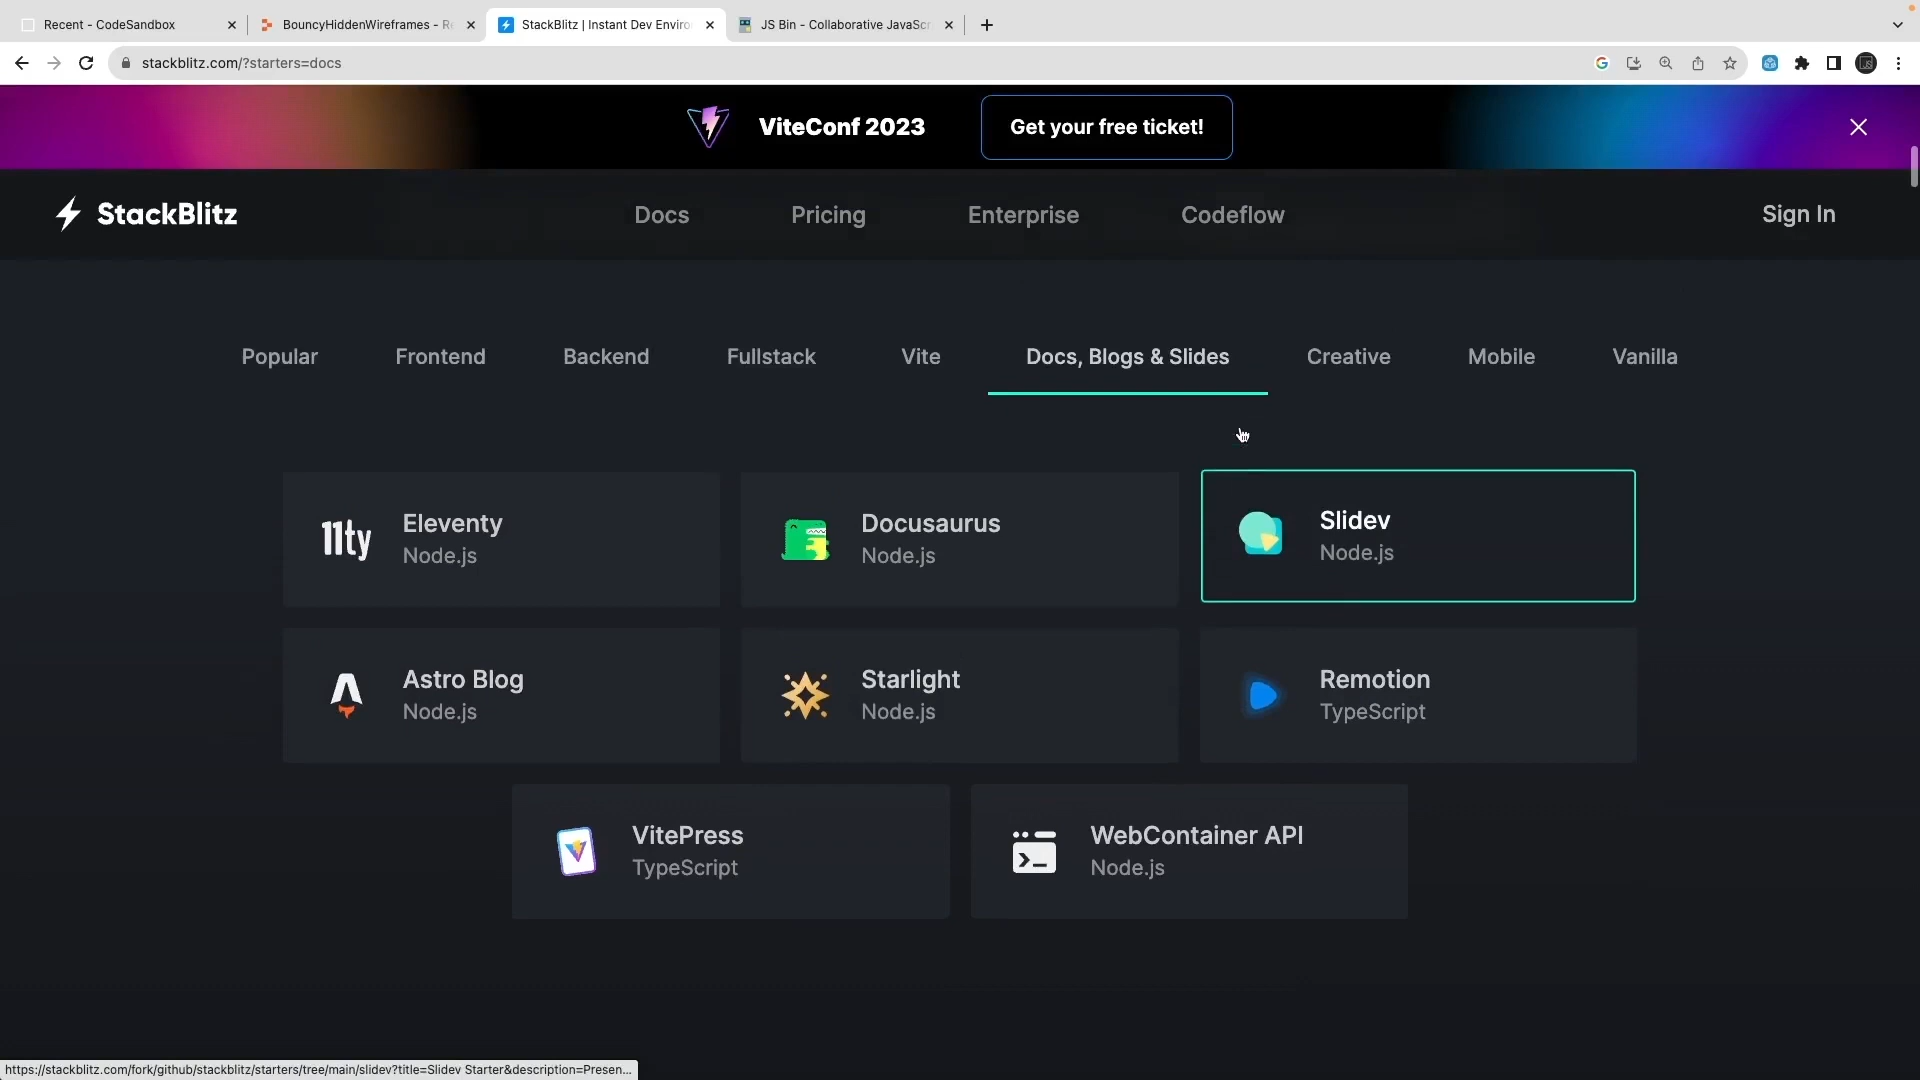 Recent - CodeSandbox
BouncyHiddenWireframes - Re
StackBlitz | Instant Dev Enviro
JS Bin - Collaborative JavaScr
stackblitz.com/?starters=docs
ViteConf 2023
Get your free ticket!
StackBlitz
Docs
Pricing
Enterprise
Codeflow
Sign In
Popular
Frontend
Backend
Fullstack
Vite
Docs, Blogs & Slides
Creative
Mobile
Vanilla
11ty
Eleventy
Node.js
Docusaurus
Node.js
Slidev
Node.js
Astro Blog
Node.js
Starlight
Node.js
Remotion
TypeScript
VitePress
TypeScript
WebContainer API
Node.js
https://stackblitz.com/fork/github/stackblitz/starters/tree/main/slidev?title=Slidev Starter&description=Presen...